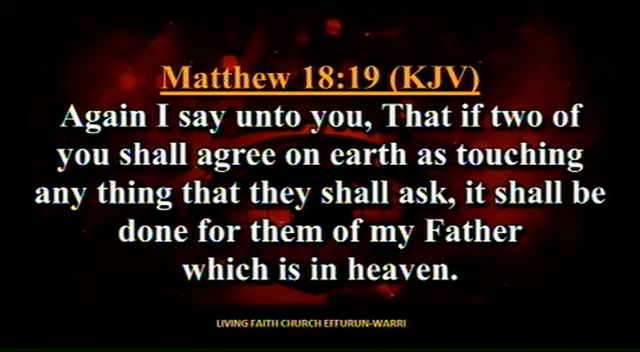 Matthew 18:19 (KJV)
Again I say unto you, That if two of
you shall agree on earth as touching
any thing that they shall ask, it shall be
done for them of my Father
which is in heaven.
LIVING FAITH CHURCH EFFURUN-WARRI